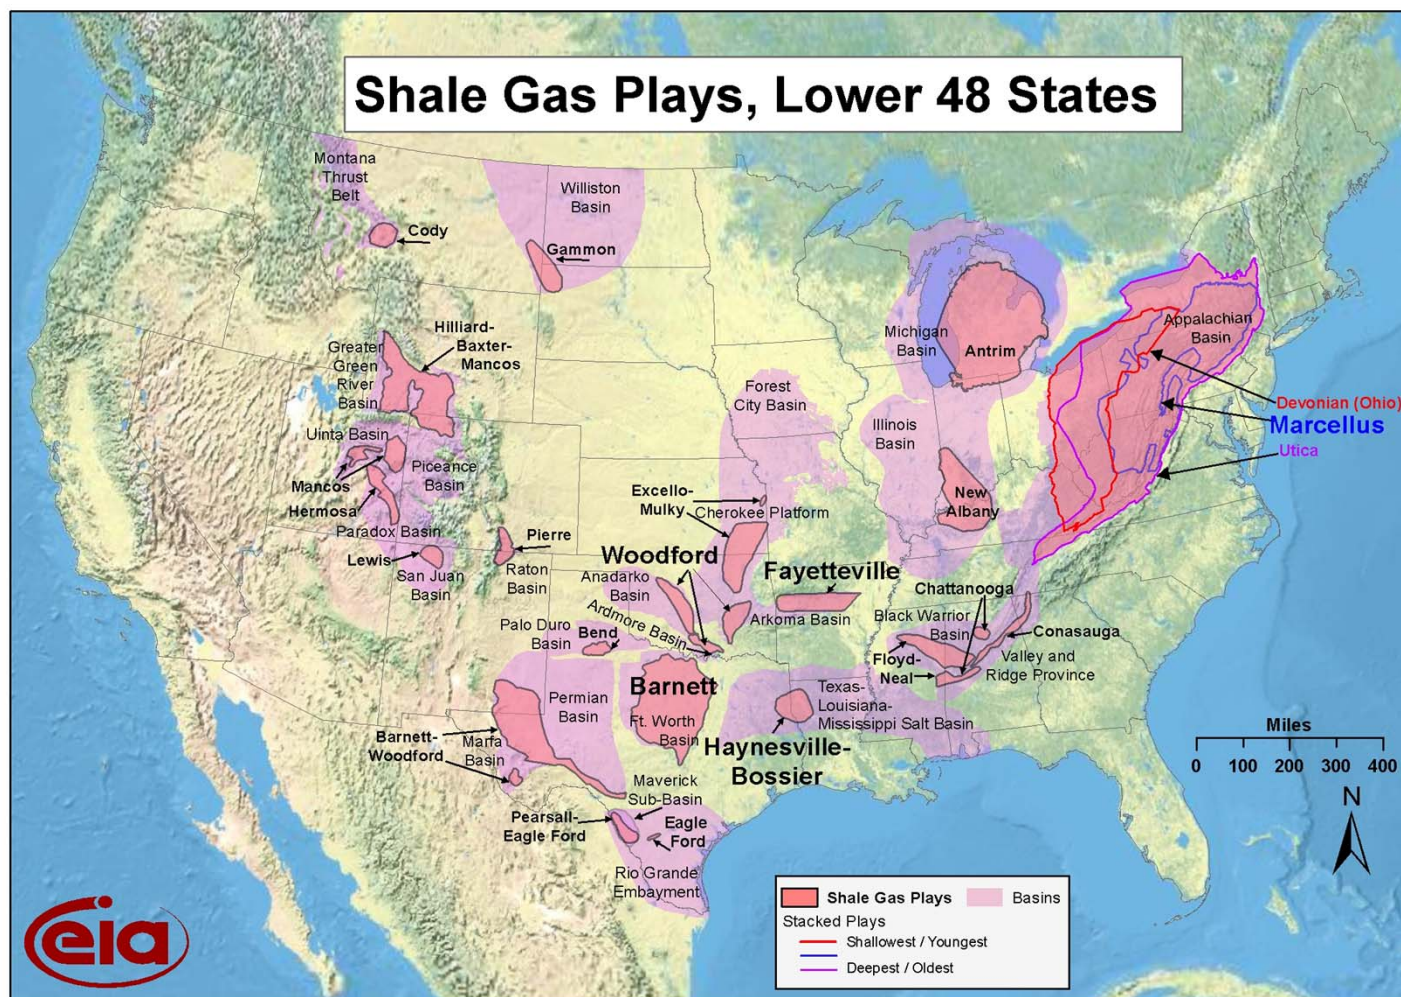 Shale Gas Plays, Lower 48 States
Montana
Thrust
Belt
Cody
Williston
Basin
Gammon
Hilliard-
Baxter-
Mancos
Greater
Green
River
Basin
Uinta Basin
Piceance
Basin
Mancos
Hermosa
Paradox Basin
Lewis
San Juan
Basin
Pierre
Raton
Basin
Michigan
Basin
Antrim
Forest
City Basin
Illinois
Basin
New
Albany
Appalachian
Basin
Devonian (Ohio)
Marcellus
Utica
Excello-
Mulky
Cherokee Platform
Woodford
Anadarko
Basin
Ardmore Basin
Fayetteville
Arkoma Basin
Chattanooga
Black Warrior
Basin
Conasauga
Floyd-
Neal
Valley and
Ridge Province
Palo Duro
Basin
Bend
Barnett
Ft. Worth
Basin
Permian
Basin
Barnett-
Woodford
Marfa
Basin
Texas-
Louisiana-
Mississippi Salt Basin
Haynesville-
Bossier
Maverick
Sub-Basin
Pearsall-
Eagle Ford
Eagle
Ford
Rio Grande
Embayment
Miles
0 100 200 300 400
N
Shale Gas Plays
Basins
Stacked Plays
Shallowest / Youngest
Deepest / Oldest
eia